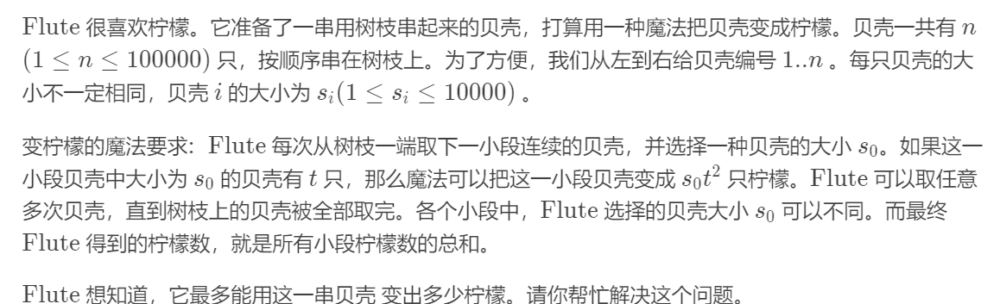 Flute 很喜欢柠檬。它准备了一串用树枝串起来的贝壳，打算用一种魔法把贝壳变成柠檬。贝壳一共有 n
(1 ≤ n ≤ 100000) 只，按顺序串在树枝上。为了方便，我们从左到右给贝壳编号 1..n 。每只贝壳的大
小不一定相同，贝壳 i 的大小为 sᵢ(1 ≤ sᵢ ≤ 10000) 。
变柠檬的魔法要求：Flute 每次从树枝一端取下一小段连续的贝壳，并选择一种贝壳的大小 s₀。如果这一
小段贝壳中大小为 s₀ 的贝壳有 t 只，那么魔法可以把这一小段贝壳变成 s₀t² 只柠檬。Flute 可以取任意
多次贝壳，直到树枝上的贝壳被全部取完。各个小段中，Flute 选择的贝壳大小 s₀ 可以不同。而最终
Flute 得到的柠檬数，就是所有小段柠檬数的总和。
Flute 想知道，它最多能用这一串贝壳 变出多少柠檬。请你帮忙解决这个问题。